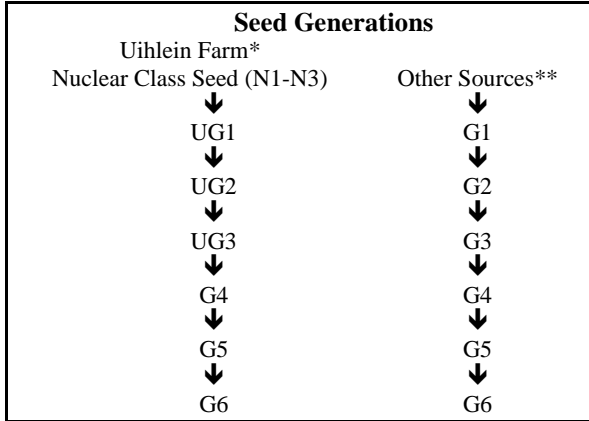 Seed Generations
Uihlein Farm*
Nuclear Class Seed (N1-N3) Other Sources**
UG1 G1
UG2 G2
UG3 G3
G4 G4
G5 G5
G6 G6